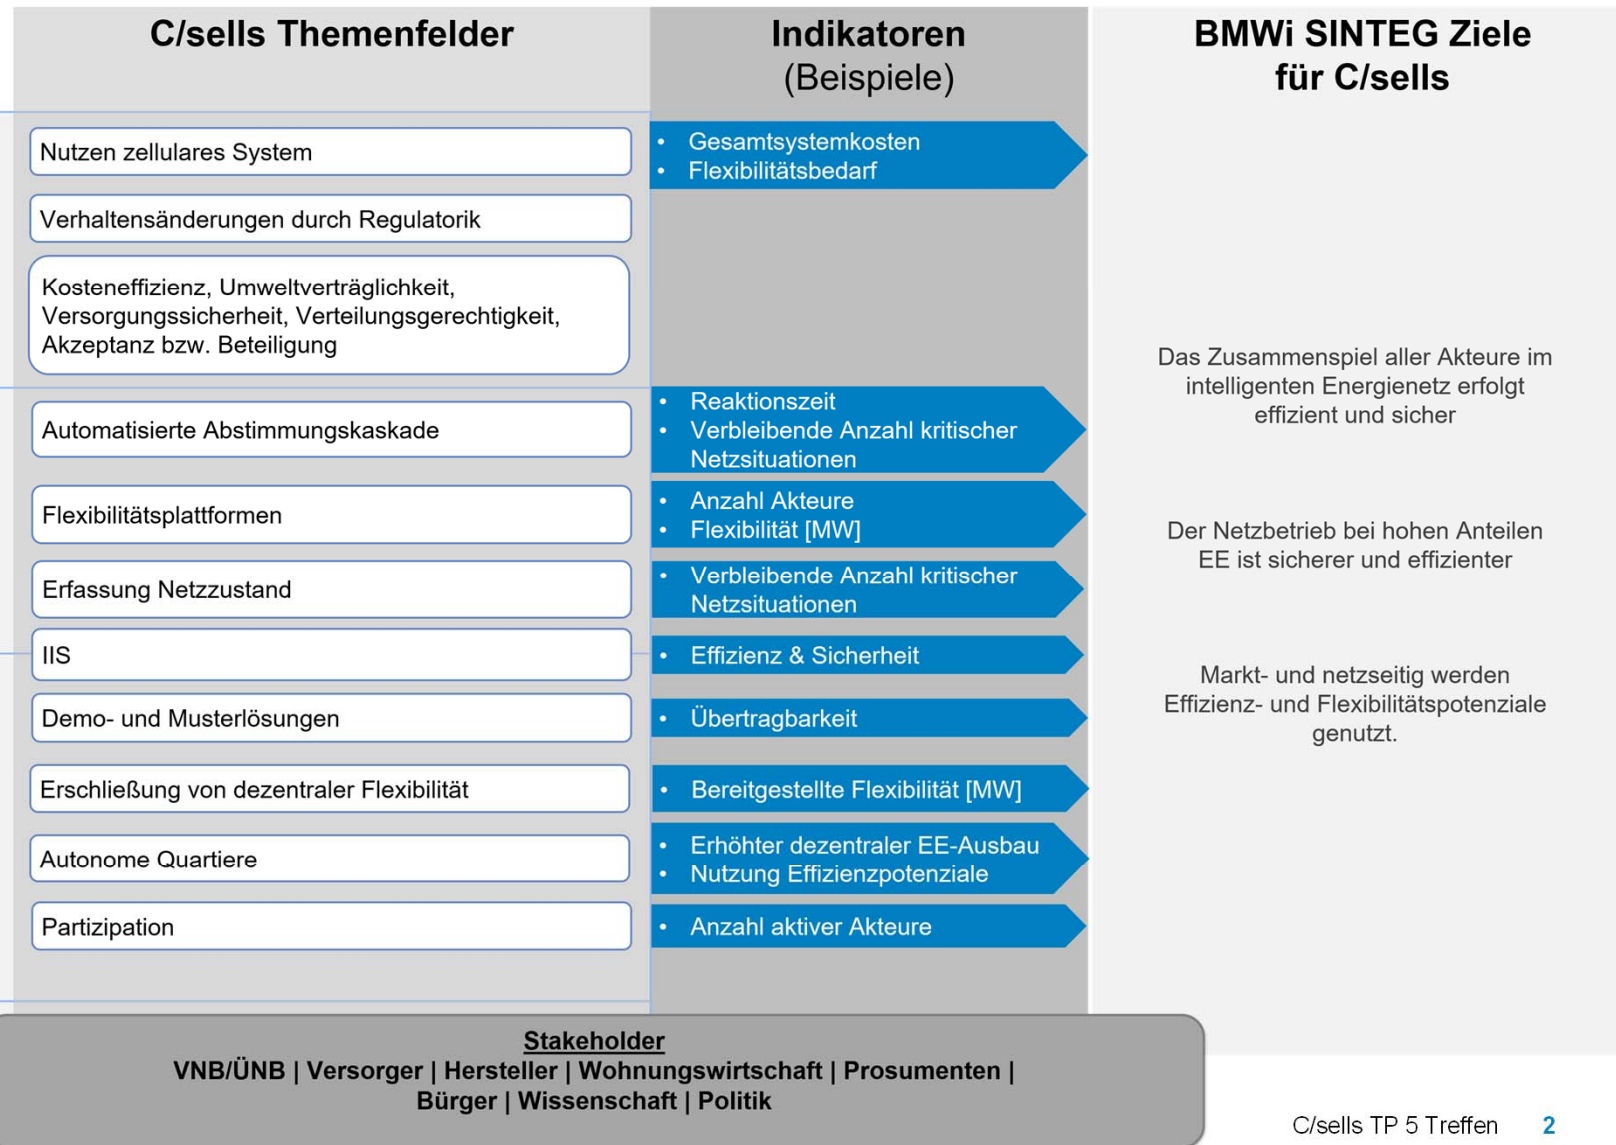 C/sells Themenfelder
Indikatoren
(Beispiele)
BMWi SINTEG Ziele
für C/sells
Nutzen zellulares System
• Gesamtsystemkosten
• Flexibilitätsbedarf
Verhaltensänderungen durch Regulatorik
Kosteneffizienz, Umweltverträglichkeit,
Versorgungssicherheit, Verteilungsgerechtigkeit,
Akzeptanz bzw. Beteiligung
Automatisierte Abstimmungskaskade
• Reaktionszeit
• Verbleibende Anzahl kritischer
Netzsituationen
Flexibilitätsplattformen
• Anzahl Akteure
• Flexibilität [MW]
Erfassung Netzzustand
• Verbleibende Anzahl kritischer
Netzsituationen
IIS
• Effizienz & Sicherheit
Demo- und Musterlösungen
• Übertragbarkeit
Erschließung von dezentraler Flexibilität
• Bereitgestellte Flexibilität [MW]
Autonome Quartiere
• Erhöhter dezentraler EE-Ausbau
• Nutzung Effizienzpotenziale
Partizipation
• Anzahl aktiver Akteure
Das Zusammenspiel aller Akteure im
intelligenten Energienetz erfolgt
effizient und sicher
Der Netzbetrieb bei hohen Anteilen
EE ist sicherer und effizienter
Markt- und netzseitig werden
Effizienz- und Flexibilitätspotenziale
genutzt.
Stakeholder
VNB/ÜNB | Versorger | Hersteller | Wohnungswirtschaft | Prosumenten |
Bürger | Wissenschaft | Politik
C/sells TP 5 Treffen 2